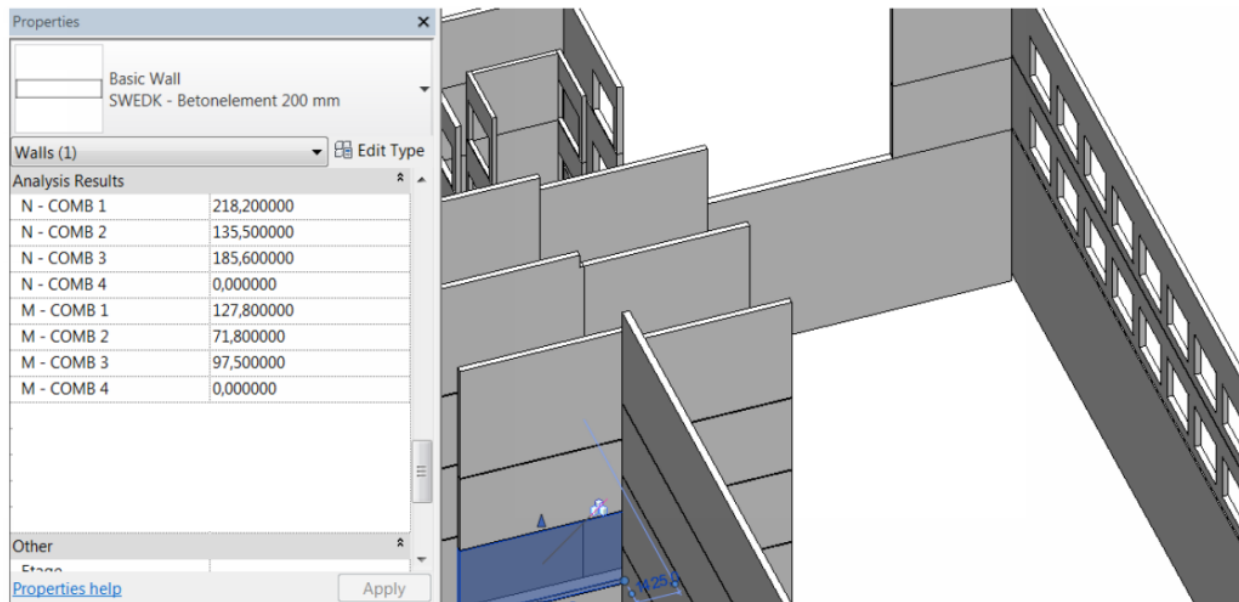 Properties
Basic Wall
SWEDK - Betonelement 200 mm
Walls (1)
Edit Type
Analysis Results
N - COMB 1 218,200000
N - COMB 2 135,500000
N - COMB 3 185,600000
N - COMB 4 0,000000
M - COMB 1 127,800000
M - COMB 2 71,800000
M - COMB 3 97,500000
M - COMB 4 0,000000
Other
Etage
Properties help
Apply